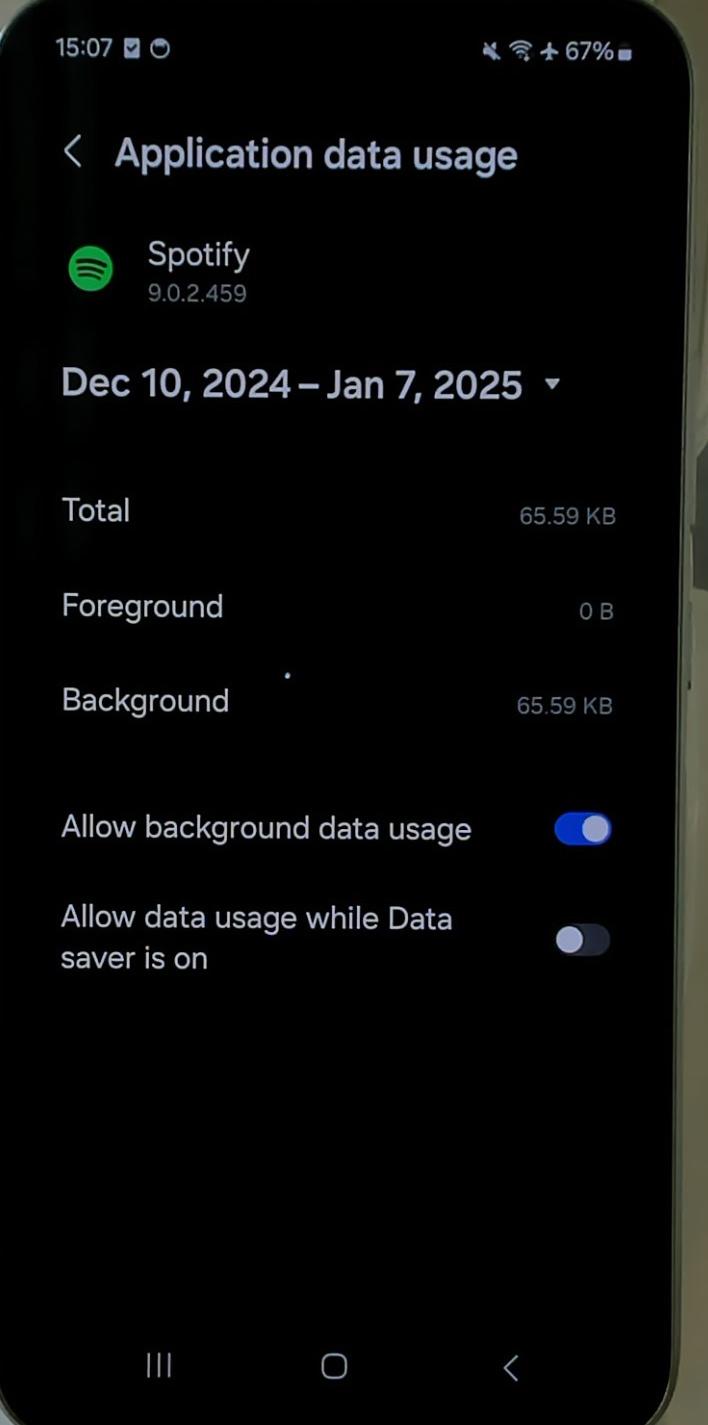 15:07 67%
Application data usage
Spotify
9.0.2.459
Dec 10, 2024 – Jan 7, 2025
Total 65.59 KB
Foreground 0 B
Background 65.59 KB
Allow background data usage
Allow data usage while Data
saver is on